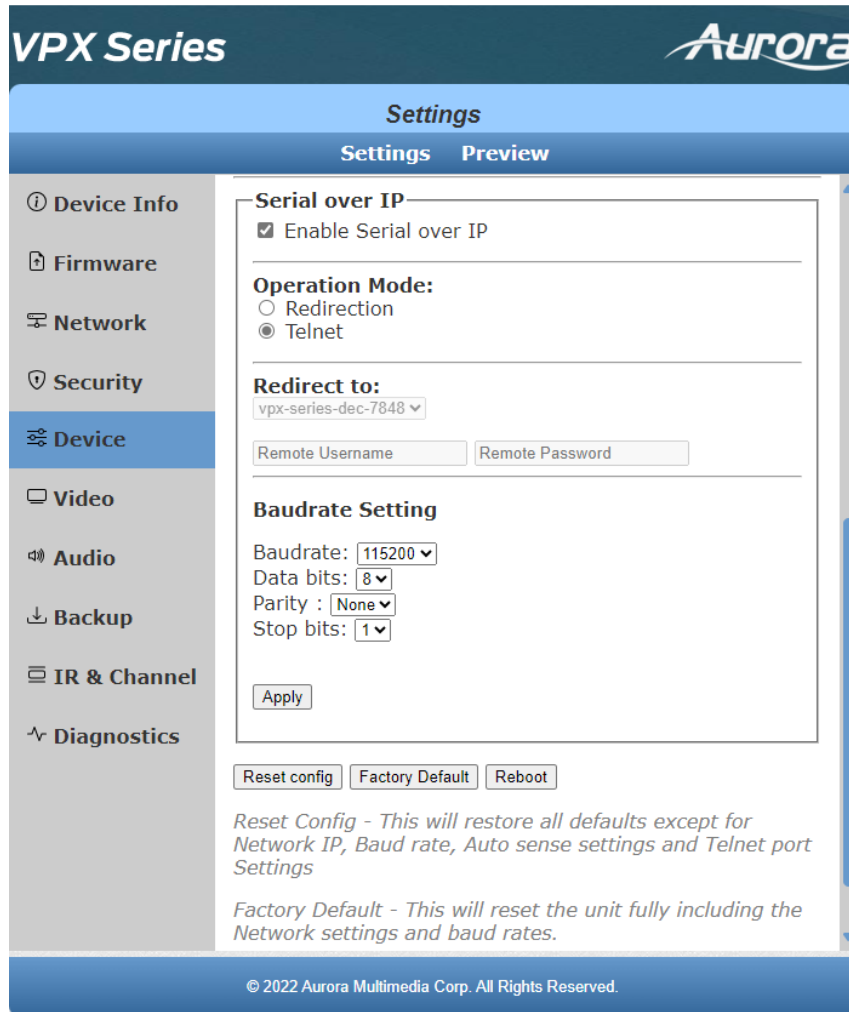 VPX Series
Aurora
Settings
Settings Preview
Device Info
Firmware
Network
Security
Device
Video
Audio
Backup
IR & Channel
Diagnostics
Serial over IP
Enable Serial over IP
Operation Mode:
Redirection
Telnet
Redirect to:
vpx-series-dec-7848
Remote Username Remote Password
Baudrate Setting
Baudrate: 115200
Data bits: 8
Parity : None
Stop bits: 1
Apply
Reset config Factory Default Reboot
Reset Config - This will restore all defaults except for
Network IP, Baud rate, Auto sense settings and Telnet port
Settings
Factory Default - This will reset the unit fully including the
Network settings and baud rates.
© 2022 Aurora Multimedia Corp. All Rights Reserved.